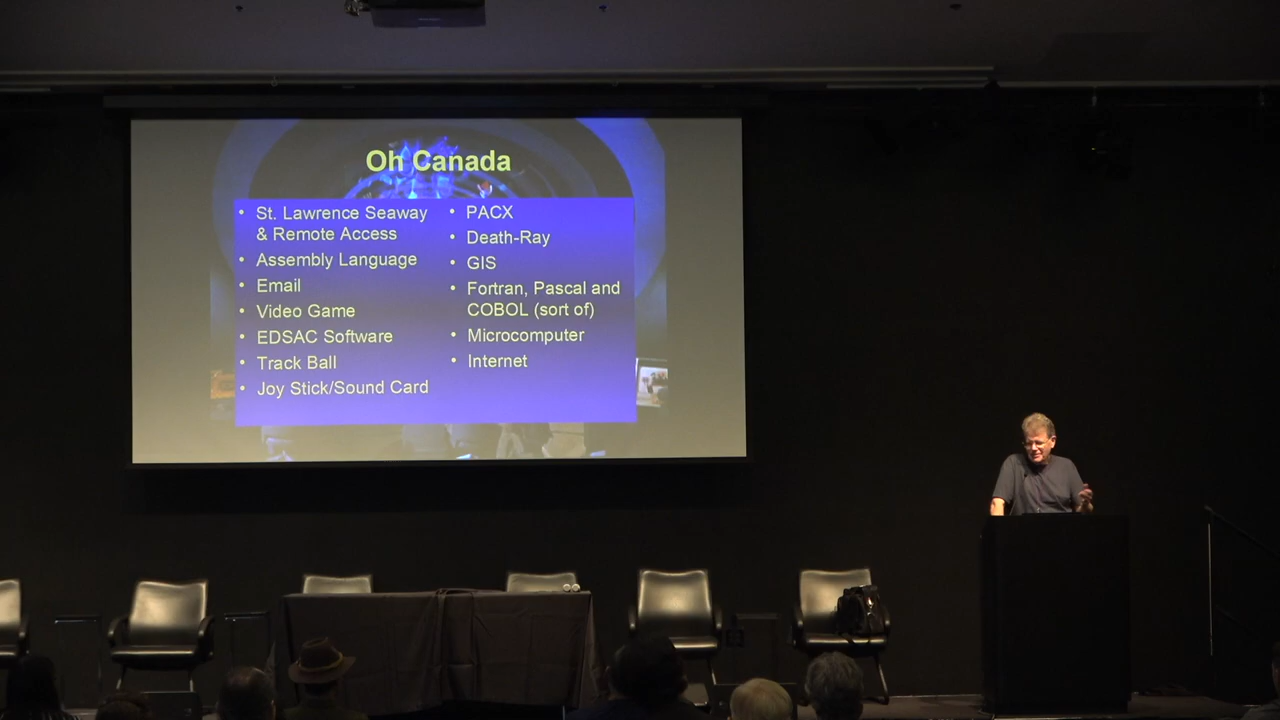 Oh Canada
• St. Lawrence Seaway
& Remote Access
• Assembly Language
• Email
• Video Game
• EDSAC Software
• Track Ball
• Joy Stick/Sound Card
• PACX
• Death-Ray
• GIS
• Fortran, Pascal and
COBOL (sort of)
• Microcomputer
• Internet